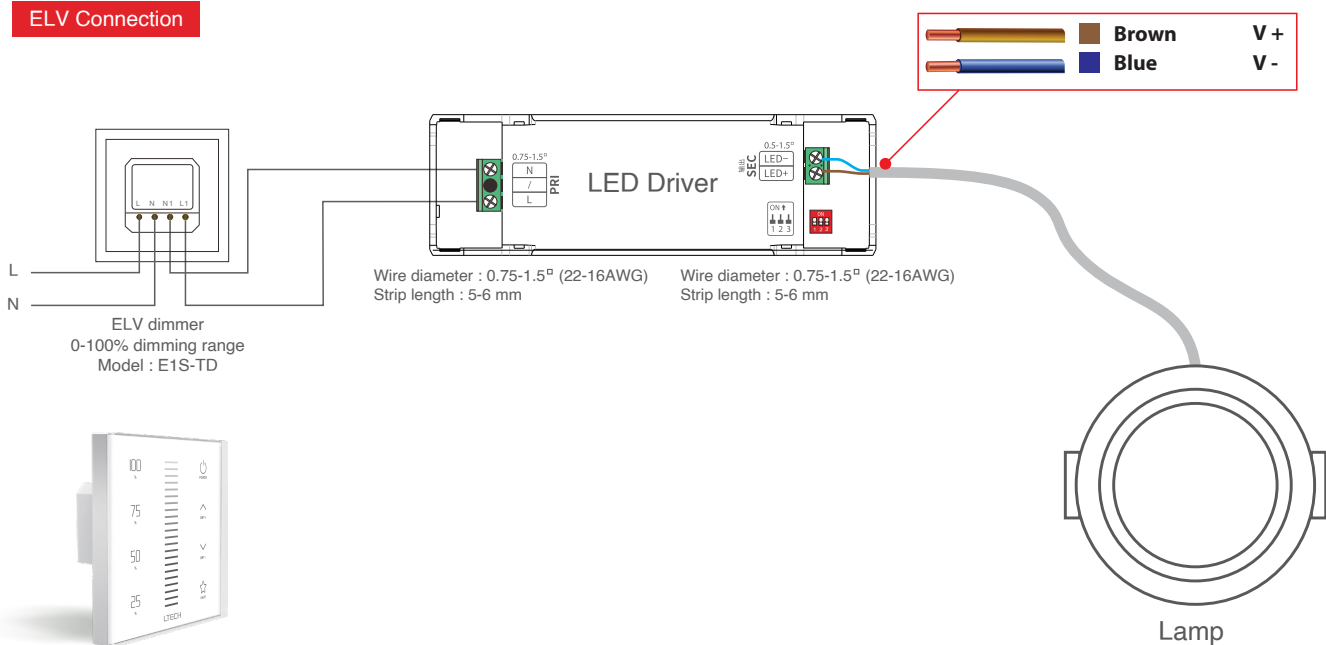 ELV Connection
Brown V +
Blue V -
0.75-1.5¤
N
/
L
PRI
LED Driver
输出
SEC
0.5-1.5¤
LED−
LED+
ON
1 2 3
ON
1 2 3
L N N1 L1
L
N
Wire diameter : 0.75-1.5¤ (22-16AWG)
Strip length : 5-6 mm
Wire diameter : 0.75-1.5¤ (22-16AWG)
Strip length : 5-6 mm
ELV dimmer
0-100% dimming range
Model : E1S-TD
100
%
75
%
50
%
25
%
LTECH
Lamp